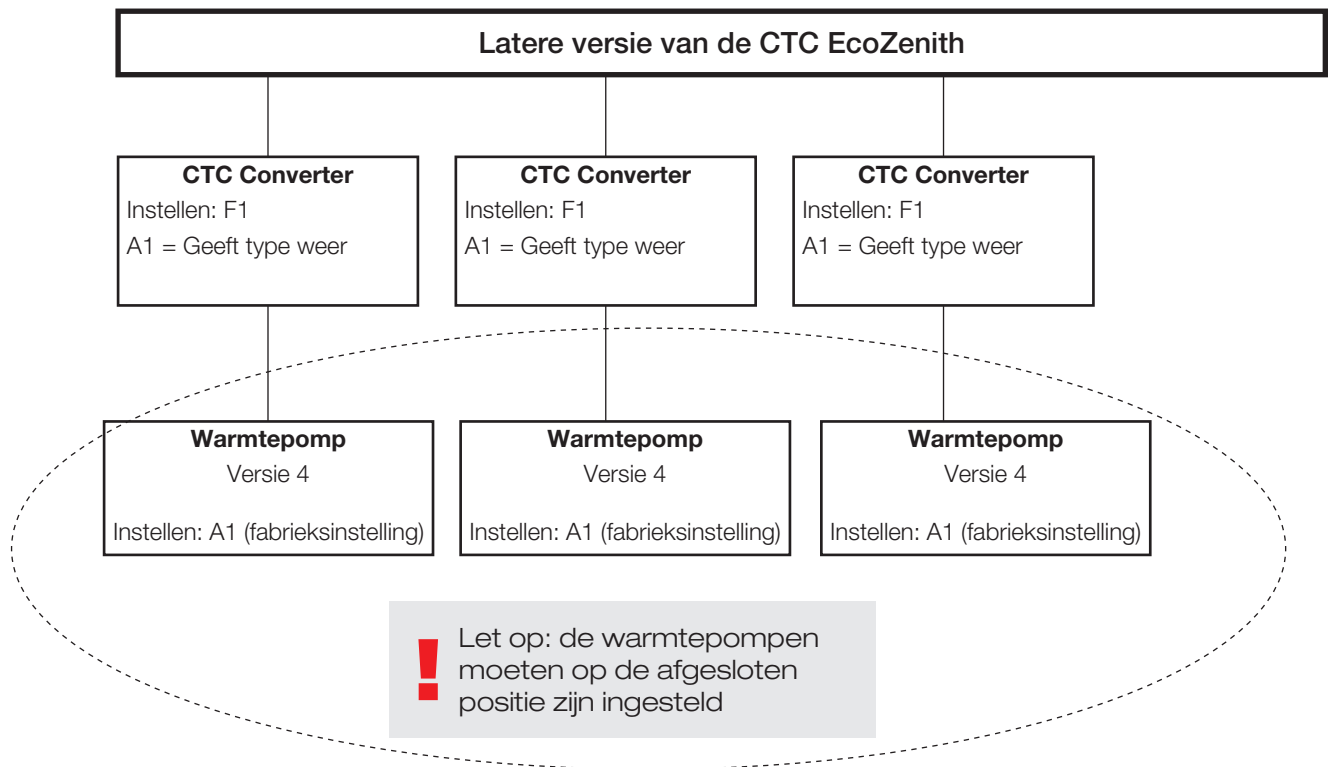 Latere versie van de CTC EcoZenith
CTC Converter
Instellen: F1
A1 = Geeft type weer
CTC Converter
Instellen: F1
A1 = Geeft type weer
CTC Converter
Instellen: F1
A1 = Geeft type weer
Warmtepomp
Versie 4
Instellen: A1 (fabrieksinstelling)
Warmtepomp
Versie 4
Instellen: A1 (fabrieksinstelling)
Warmtepomp
Versie 4
Instellen: A1 (fabrieksinstelling)
! Let op: de warmtepompen
moeten op de afgesloten
positie zijn ingesteld